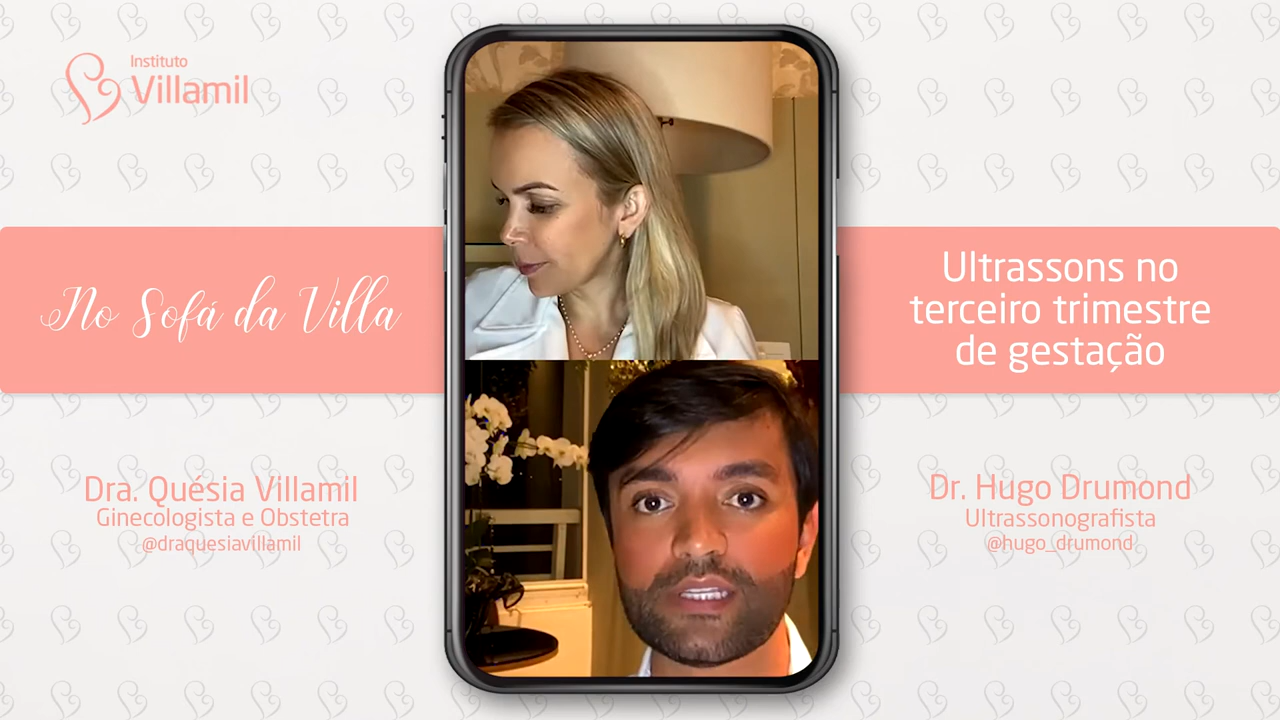 Instituto
Villamil
No Sofá da Villa
Ultrassons no
terceiro trimestre
de gestação
Dra. Quésia Villamil
Ginecologista e Obstetra
@draquesiavillamil
Dr. Hugo Drumond
Ultrassonografista
@hugo_drumond